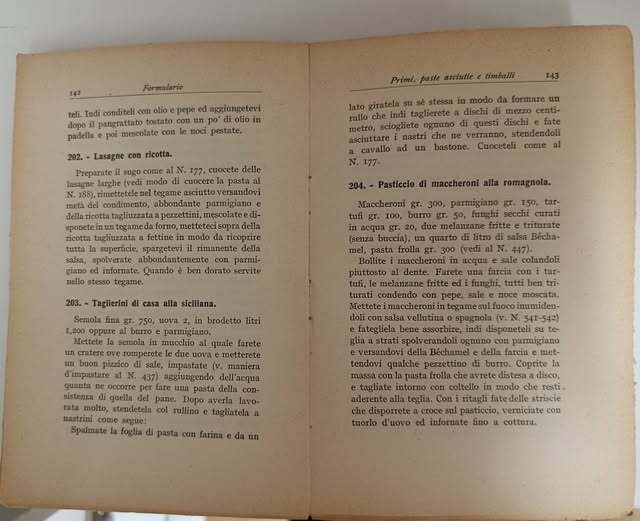 142 Formulario
teli. Indi conditeli con olio e pepe ed aggiungetevi
dopo il pangrattato tostato con un po' di olio in
padella e poi mescolate con le noci pestate.
202. - Lasagne con ricotta.
Preparate il sugo come al N. 177, cuocete delle
lasagne larghe (vedi modo di cuocere la pasta al
N. 188), rimettetele nel tegame asciutto versandovi
metà del condimento, abbondante parmigiano e
della ricotta tagliuzzata a pezzettini, mescolate e di-
sponete in un tegame da forno, metteteci sopra della
ricotta tagliuzzata a fettine in modo da ricoprire
tutta la superficie, spargetevi il rimanente della
salsa, spolverate abbondantemente con parmi-
giano ed infornate. Quando è ben dorato servite
nello stesso tegame.
203. - Taglierini di casa alla siciliana.
Semola fina gr. 750, uova 2, in brodetto litri
1,200 oppure al burro e parmigiano.
Mettete la semola in mucchio al quale farete
un cratere ove romperete le due uova e metterete
un buon pizzico di sale, impastate (v. maniera
d'impastare al N. 437) aggiungendo dell'acqua
quanta ne occorre per fare una pasta della con-
sistenza di quella del pane. Dopo averla lavo-
rata molto, stendetela col rullino e tagliatela a
nastrini come segue:
Spalmate la foglia di pasta con farina e da un
Primi, paste asciutte e timballi 143
lato giratela su sè stessa in modo da formare un
rullo che indi taglierete a dischi di mezzo centi-
metro, sciogliete ognuno di questi dischi e fate
asciuttare i nastri che ne verranno, stendendoli
a cavallo ad un bastone. Cuoceteli come al
N. 177.
204. - Pasticcio di maccheroni alla romagnola.
Maccheroni gr. 300, parmigiano gr. 150, tar-
tufi gr. 100, burro gr. 50, funghi secchi curati
in acqua gr. 20, due melanzane fritte e triturate
(senza buccia), un quarto di litro di salsa Bécha-
mel, pasta frolla gr. 300 (vedi al N. 447).
Bollite i maccheroni in acqua e sale colandoli
piuttosto al dente. Farete una farcia con i tar-
tufi, le melanzane fritte ed i funghi, tutti ben tri-
turati condendo con pepe, sale e noce moscata.
Mettete i maccheroni in tegame sul fuoco inumiden-
doli con salsa vellutina o spagnola (v. N. 541-542)
e fategliela bene assorbire, indi disponeteli su te-
glia a strati spolverandoli ognuno con parmigiano
e versandovi della Béchamel e della farcia e met-
tendovi qualche pezzettino di burro. Coprite la
massa con la pasta frolla che avrete distesa a disco,
e tagliate intorno con coltello in modo che resti
aderente alla teglia. Con i ritagli fate delle striscie
che disporrete a croce sul pasticcio, verniciate con
tuorlo d'uovo ed infornate fino a cottura.